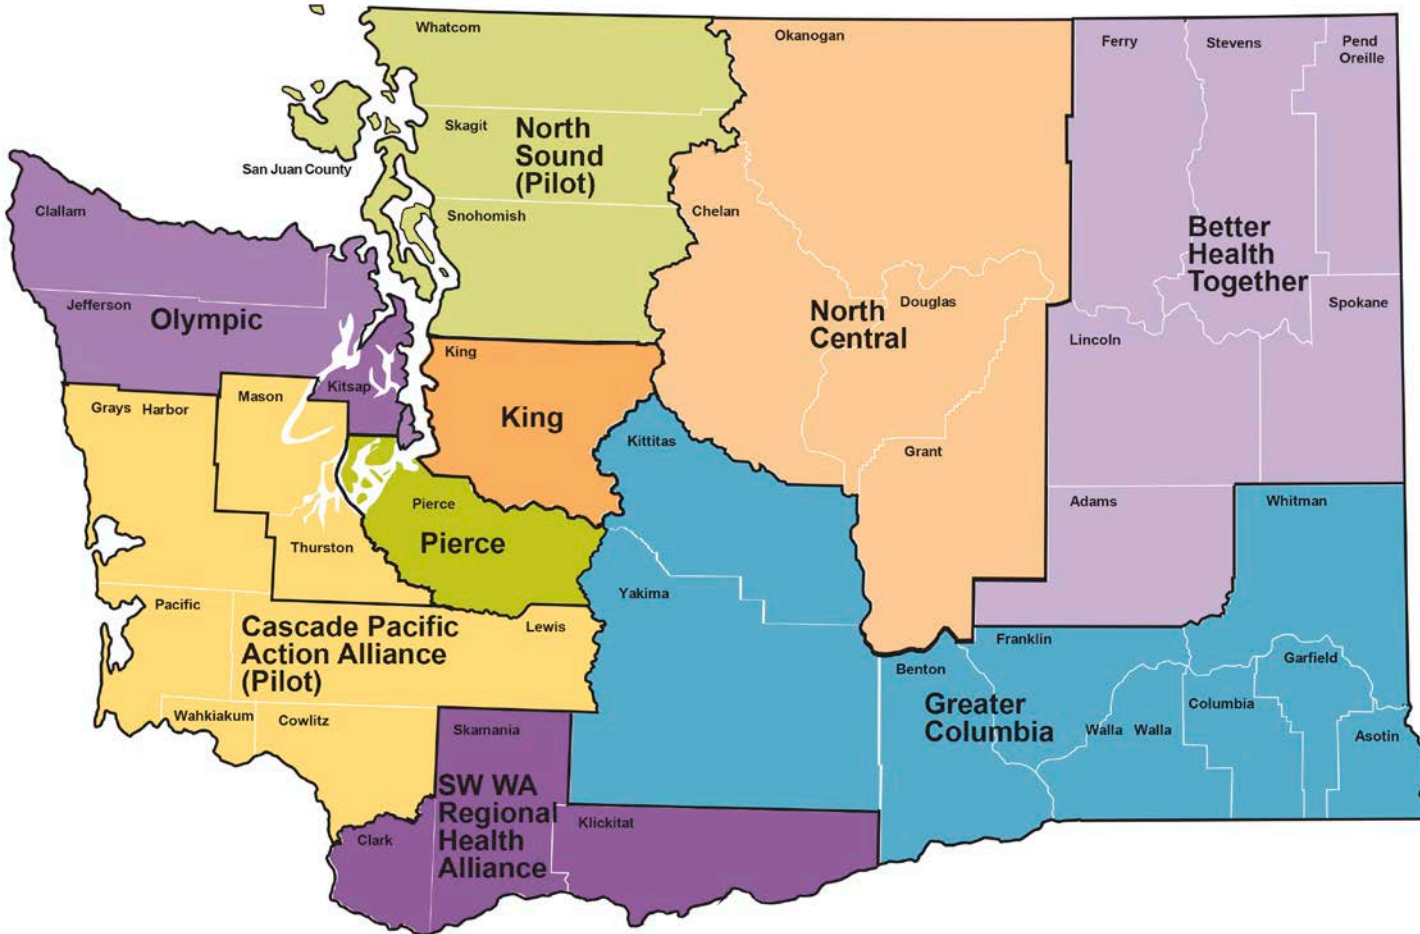 Whatcom
Okanogan
Ferry
Stevens
Pend
Oreille
Skagit
North
Sound
(Pilot)
San Juan County
Clallam
Snohomish
Chelan
Better
Health
Together
Jefferson
Olympic
Douglas
North
Central
Spokane
Lincoln
King
King
Kitsap
Mason
Grays Harbor
Kittitas
Grant
Pierce
Pierce
Adams
Whitman
Thurston
Yakima
Pacific
Cascade Pacific
Action Alliance
(Pilot)
Lewis
Franklin
Benton
Garfield
Greater
Columbia
Columbia
Walla Walla
Asotin
Wahkiakum
Cowlitz
Skamania
SW WA
Regional
Health
Alliance
Klickitat
Clark